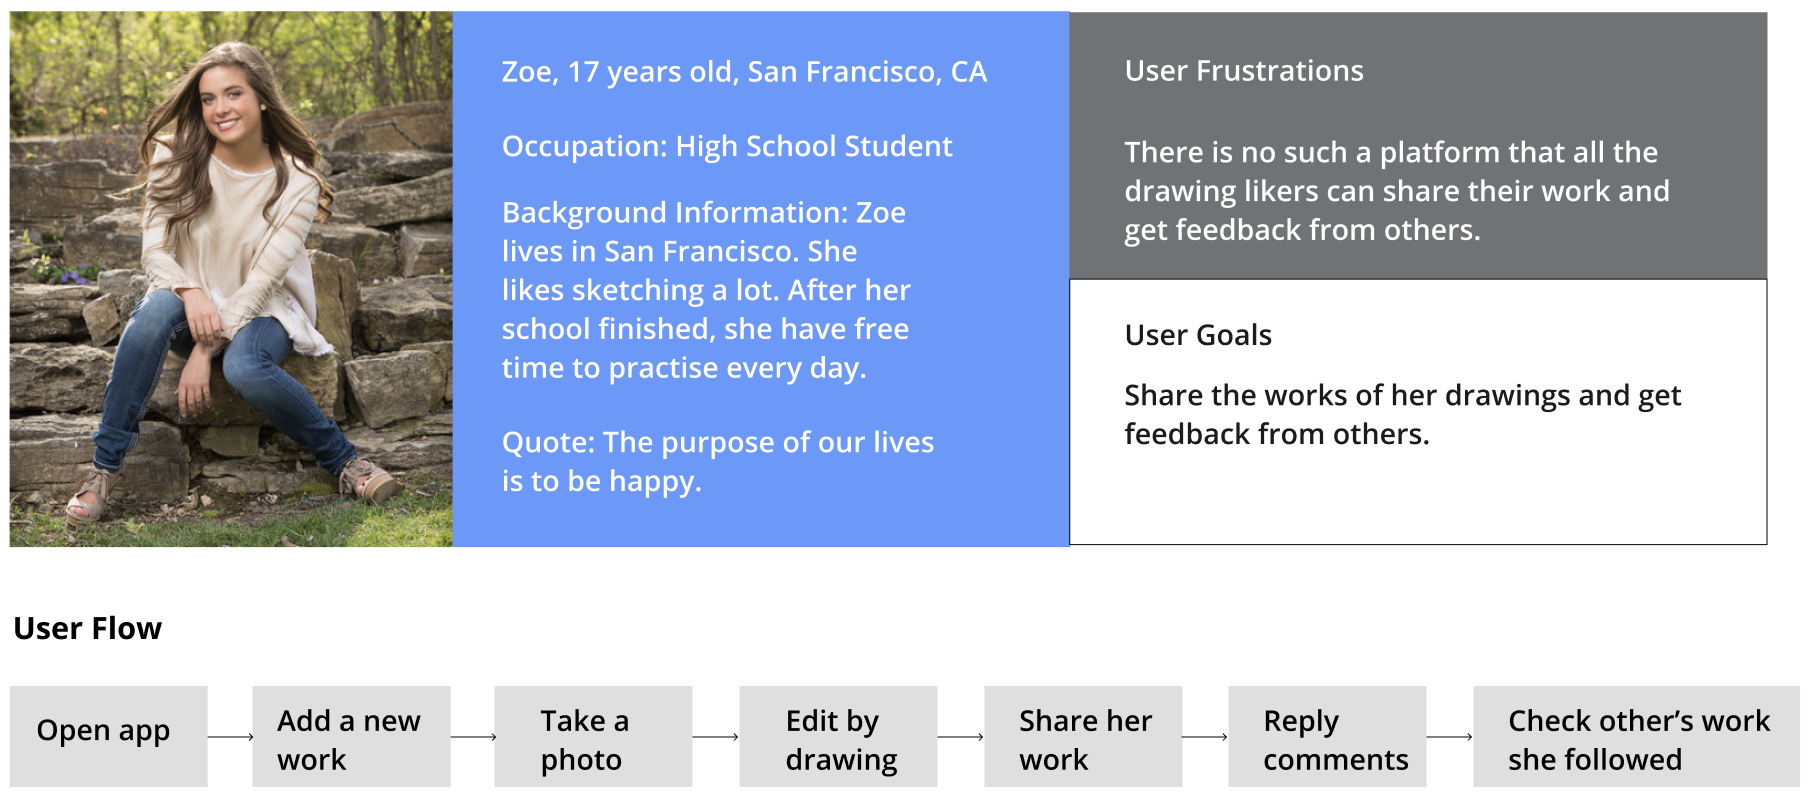 Zoe, 17 years old, San Francisco, CA
Occupation: High School Student
Background Information: Zoe
lives in San Francisco. She
likes sketching a lot. After her
school finished, she have free
time to practise every day.
Quote: The purpose of our lives
is to be happy.
User Frustrations
There is no such a platform that all the
drawing likers can share their work and
get feedback from others.
User Goals
Share the works of her drawings and get
feedback from others.
User Flow
Open app
Add a new
work
Take a
photo
Edit by
drawing
Share her
work
Reply
comments
Check other’s work
she followed